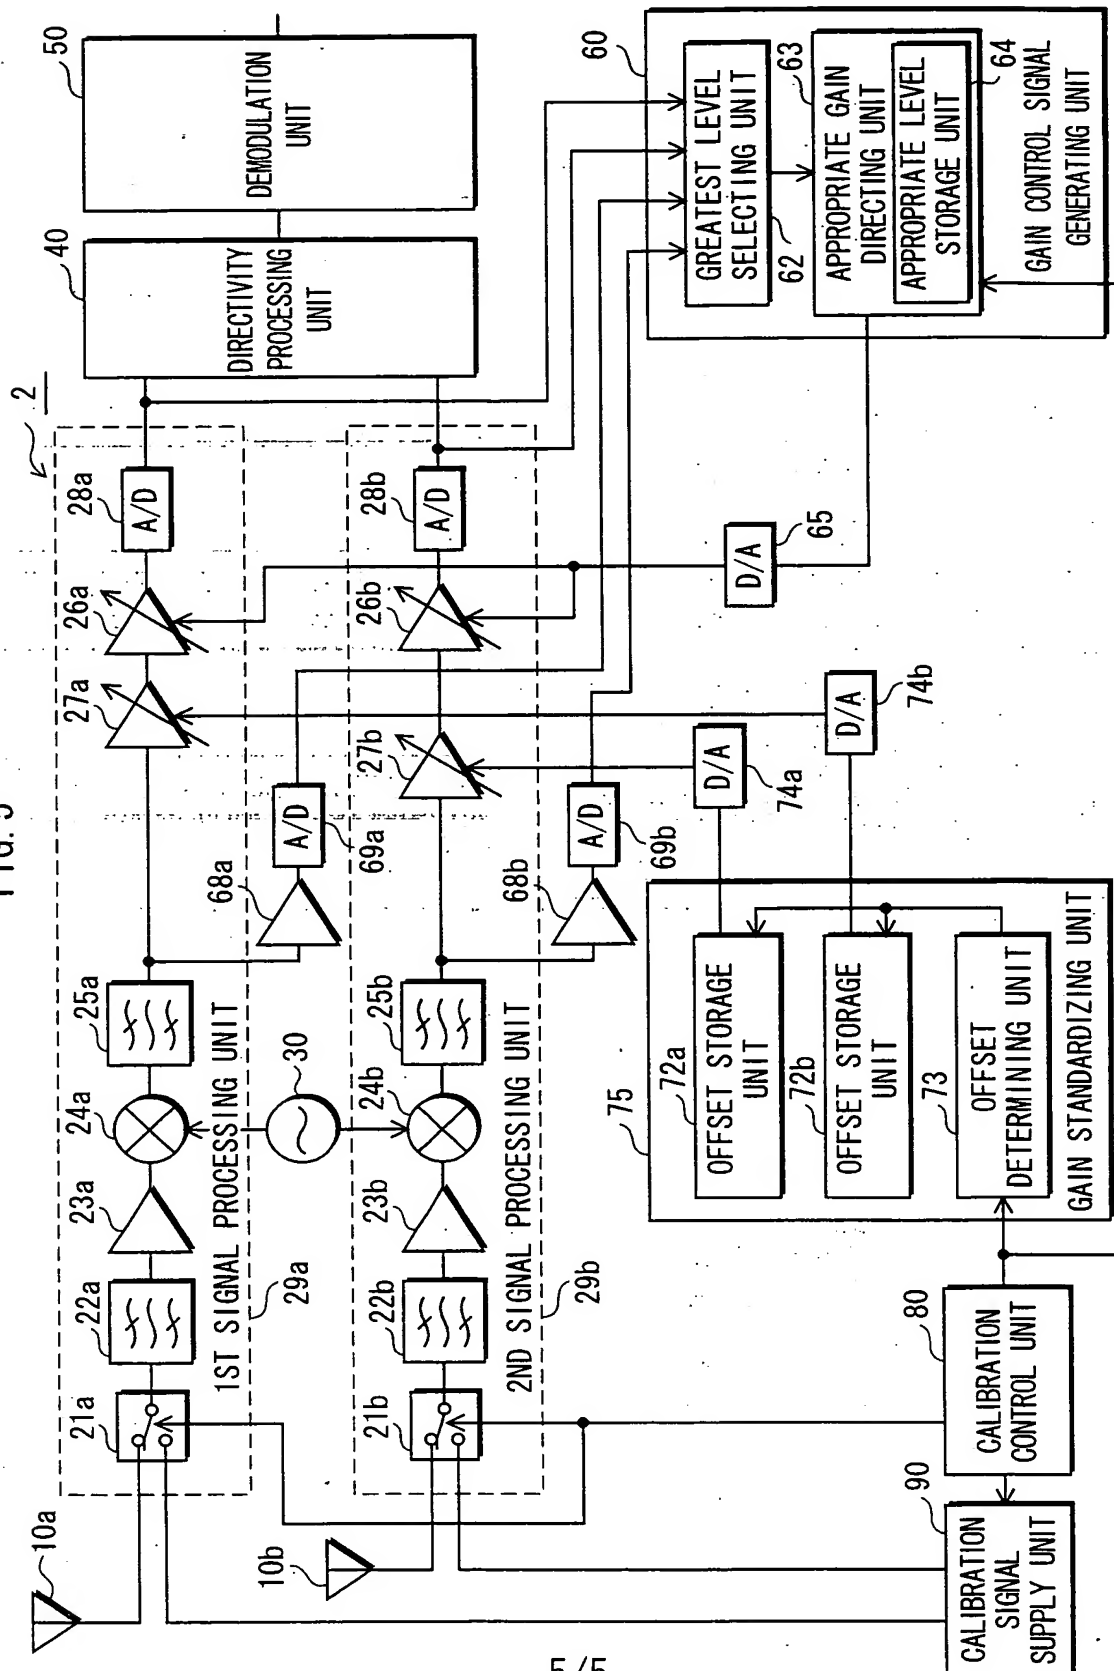 FIG. 5
2
10a
21a
22a
23a
24a
25a
27a
26a
28a
A/D
1ST SIGNAL PROCESSING UNIT
29a
68a
A/D
69a
30
10b
21b
22b
23b
24b
25b
27b
26b
28b
A/D
2ND SIGNAL PROCESSING UNIT
29b
68b
A/D
69b
40
DIRECTIVITY
PROCESSING
UNIT
50
DEMODULATION
UNIT
D/A
74a
D/A
74b
D/A
65
60
GREATEST LEVEL
SELECTING UNIT
62
63
APPROPRIATE GAIN
DIRECTING UNIT
APPROPRIATE LEVEL
STORAGE UNIT
64
GAIN CONTROL SIGNAL
GENERATING UNIT
75
72a
OFFSET STORAGE
UNIT
72b
OFFSET STORAGE
UNIT
73
OFFSET
DETERMINING UNIT
GAIN STANDARDIZING UNIT
80
CALIBRATION
CONTROL UNIT
90
CALIBRATION
SIGNAL
SUPPLY UNIT
5/5